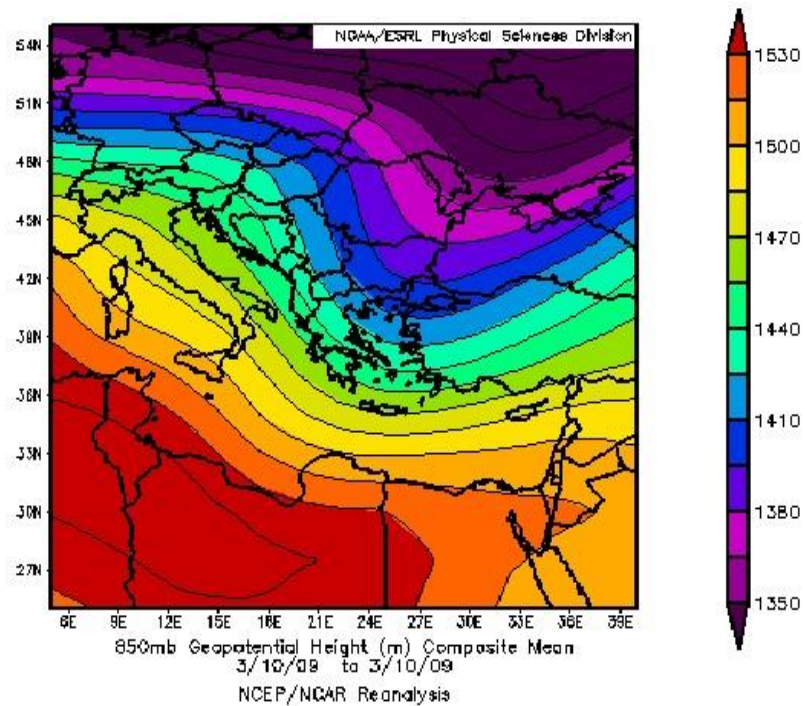 NOAA/ESRL Physical Sciences Division
54N
51N
48N
45N
42N
39N
36N
33N
30N
27N
6E 9E 12E 15E 18E 21E 24E 27E 30E 33E 36E 39E
1530
1500
1470
1440
1410
1380
1350
850mb Geopotential Height (m) Composite Mean
3/10/09 to 3/10/09
NCEP/NCAR Reanalysis